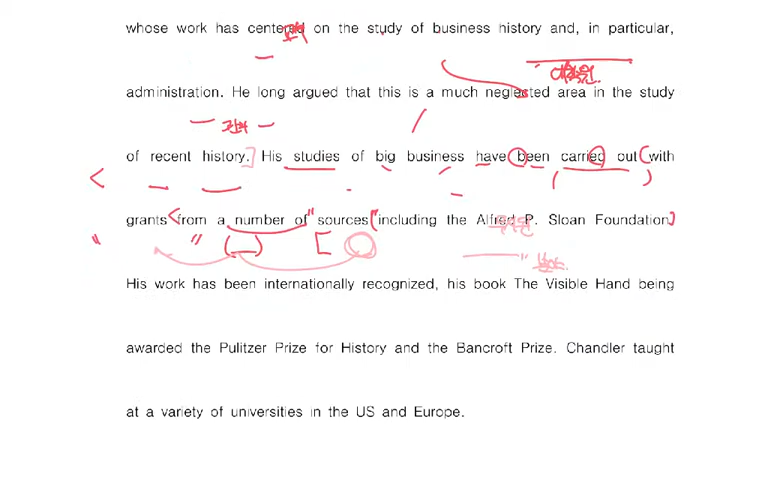 whose work has centered on the study of business history and, in particular,
administration. He long argued that this is a much neglected area in the study
of recent history. His studies of big business have been carried out with
grants from a number of sources including the Alfred P. Sloan Foundation.
His work has been internationally recognized, his book The Visible Hand being
awarded the Pulitzer Prize for History and the Bancroft Prize. Chandler taught
at a variety of universities in the US and Europe.